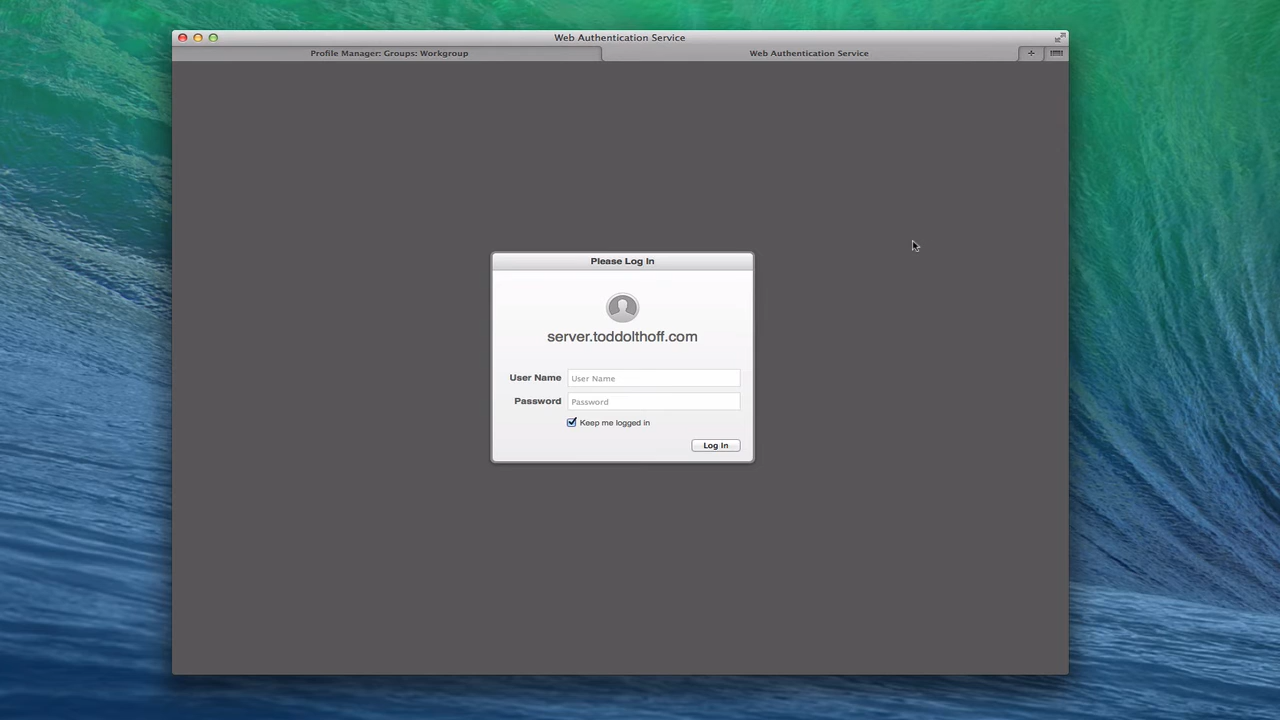 Web Authentication Service
Profile Manager: Groups: Workgroup
Web Authentication Service
+
Please Log In
server.toddolthoff.com
User Name
User Name
Password
Password
Keep me logged in
Log In